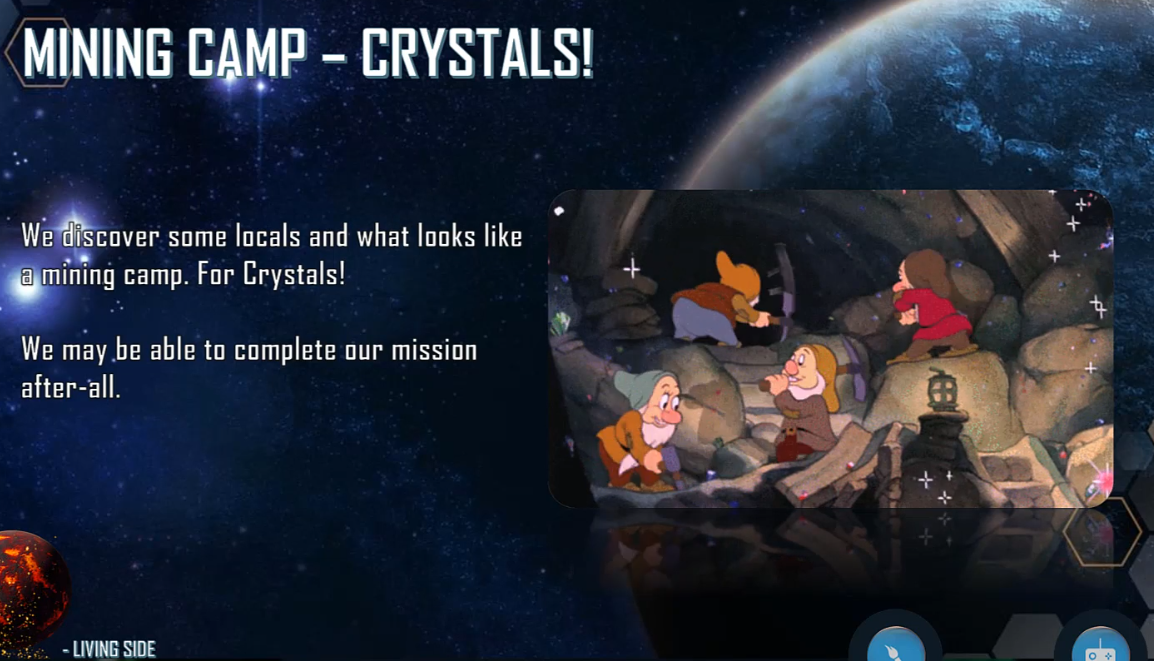 MINING CAMP – CRYSTALS!
We discover some locals and what looks like
a mining camp. For Crystals!
We may be able to complete our mission
after-all.
- LIVING SIDE